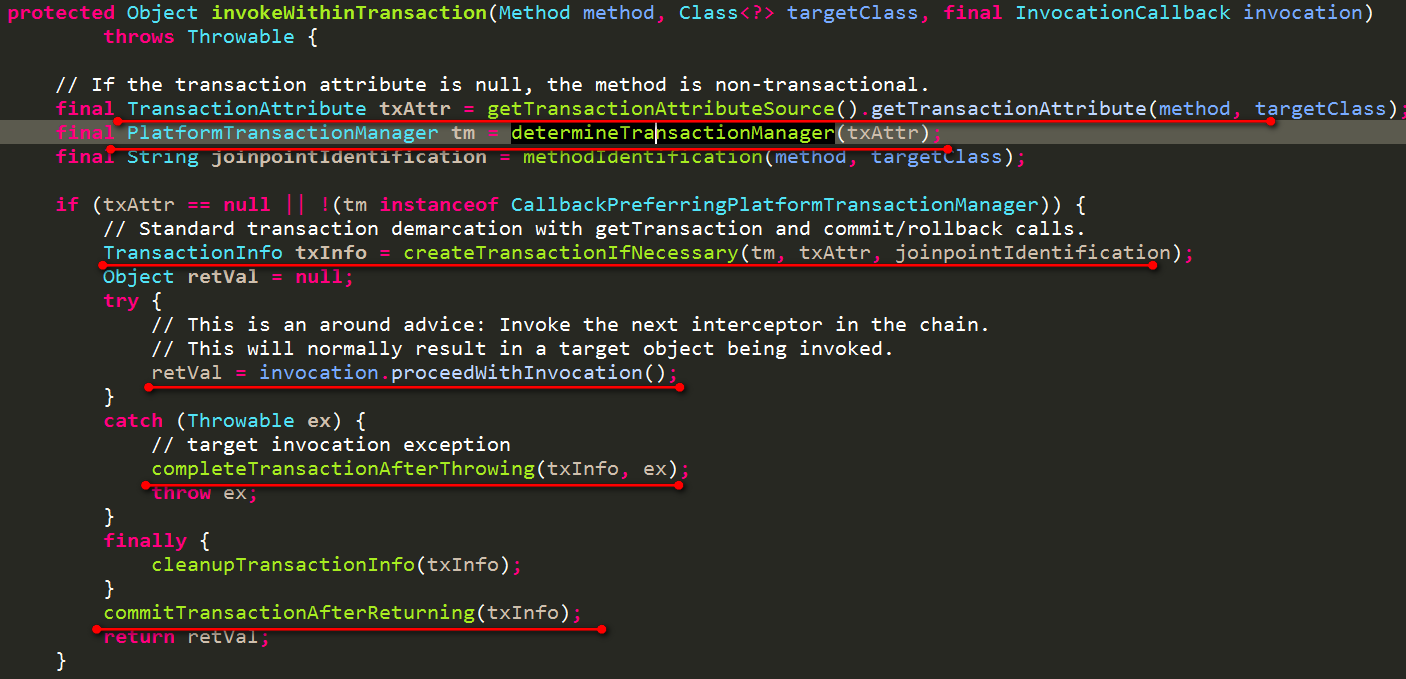 protected Object invokeWithinTransaction(Method method, Class<?> targetClass, final InvocationCallback invocation)
        throws Throwable {

    // If the transaction attribute is null, the method is non-transactional.
    final TransactionAttribute txAttr = getTransactionAttributeSource().getTransactionAttribute(method, targetClass);
    final PlatformTransactionManager tm = determineTransactionManager(txAttr);
    final String joinpointIdentification = methodIdentification(method, targetClass);

    if (txAttr == null || !(tm instanceof CallbackPreferringPlatformTransactionManager)) {
        // Standard transaction demarcation with getTransaction and commit/rollback calls.
        TransactionInfo txInfo = createTransactionIfNecessary(tm, txAttr, joinpointIdentification);
        Object retVal = null;
        try {
            // This is an around advice: Invoke the next interceptor in the chain.
            // This will normally result in a target object being invoked.
            retVal = invocation.proceedWithInvocation();
        }
        catch (Throwable ex) {
            // target invocation exception
            completeTransactionAfterThrowing(txInfo, ex);
            throw ex;
        }
        finally {
            cleanupTransactionInfo(txInfo);
        }
        commitTransactionAfterReturning(txInfo);
        return retVal;
    }